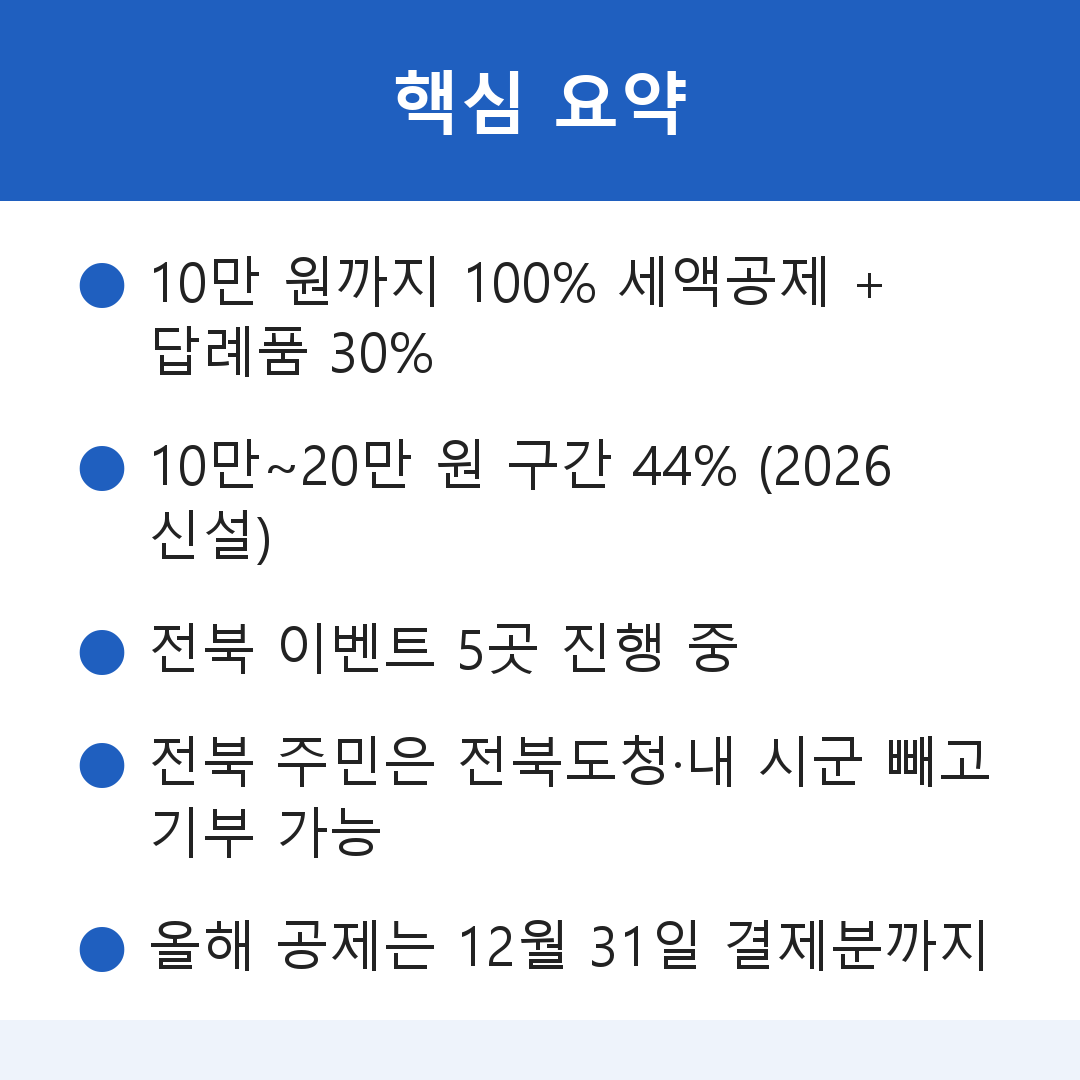 핵심 요약
10만 원까지 100% 세액공제 +
답례품 30%
10만~20만 원 구간 44% (2026
신설)
전북 이벤트 5곳 진행 중
전북 주민은 전북도청·내 시군 빼고
기부 가능
올해 공제는 12월 31일 결제분까지